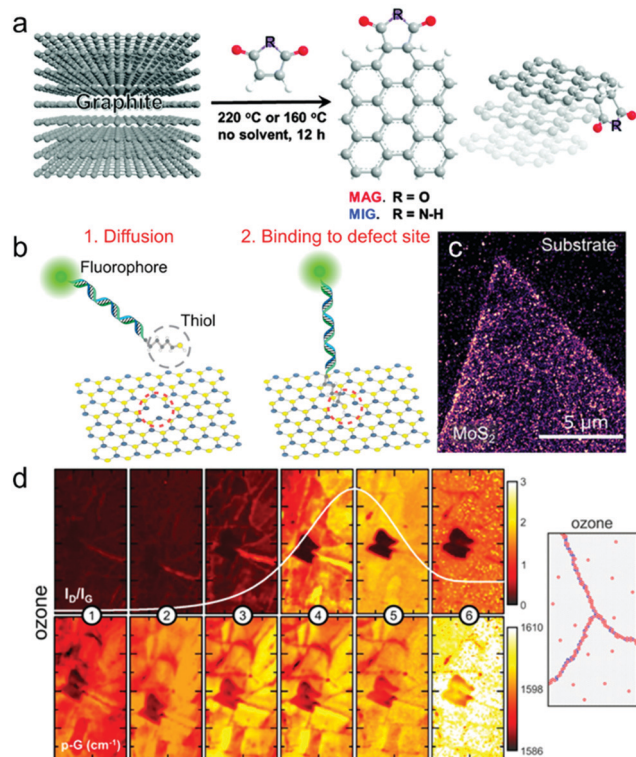 a
Graphite
R
220 °C or 160 °C
no solvent, 12 h
R
R
MAG. R = O
MIG. R = N-H
b
1. Diffusion
2. Binding to defect site
Fluorophore
Thiol
c
Substrate
MoS2
5 μm
d
ozone
ID/IG
1
2
3
4
5
6
3
2
1
0
p-G (cm-1)
1610
1598
1586
ozone